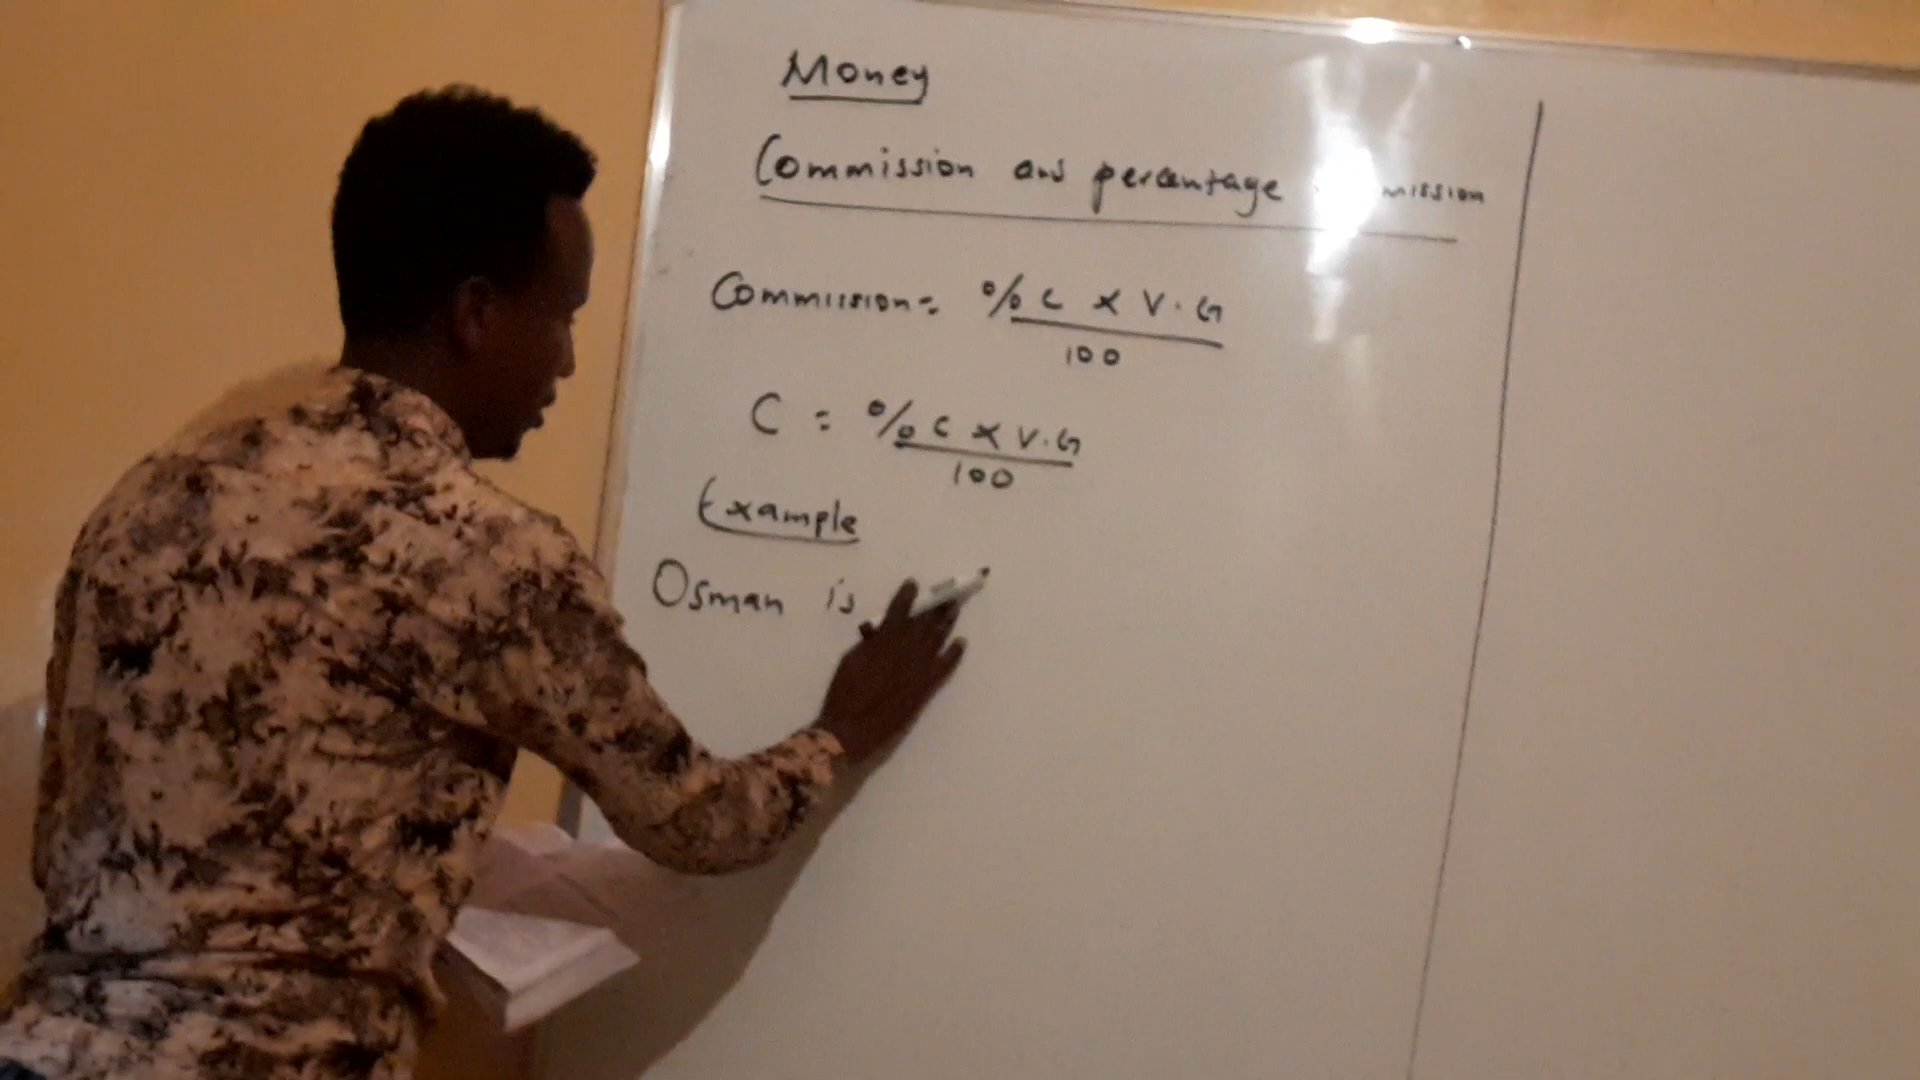 Money
Commission and percentage
Commission = %C x V.G
100
C = %C x V.G
100
Example
Osman is